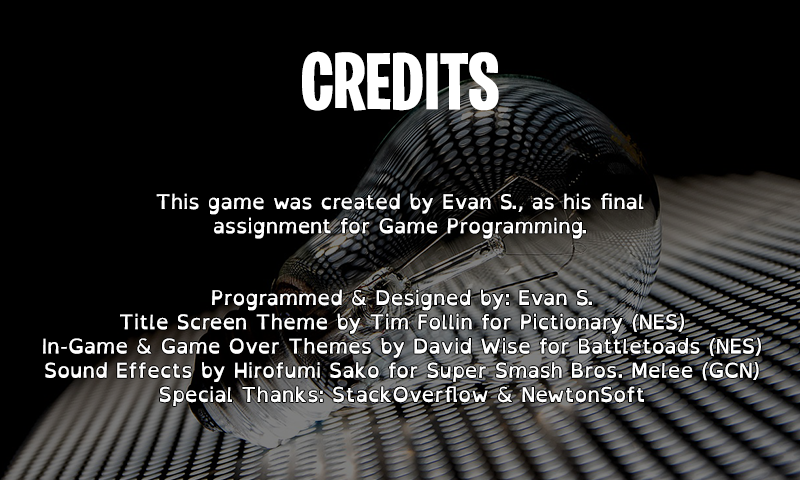 CREDITS
This game was created by Evan S., as his final
assignment for Game Programming.
Programmed & Designed by: Evan S.
Title Screen Theme by Tim Follin for Pictionary (NES)
In-Game & Game Over Themes by David Wise for Battletoads (NES)
Sound Effects by Hirofumi Sako for Super Smash Bros. Melee (GCN)
Special Thanks: StackOverflow & NewtonSoft